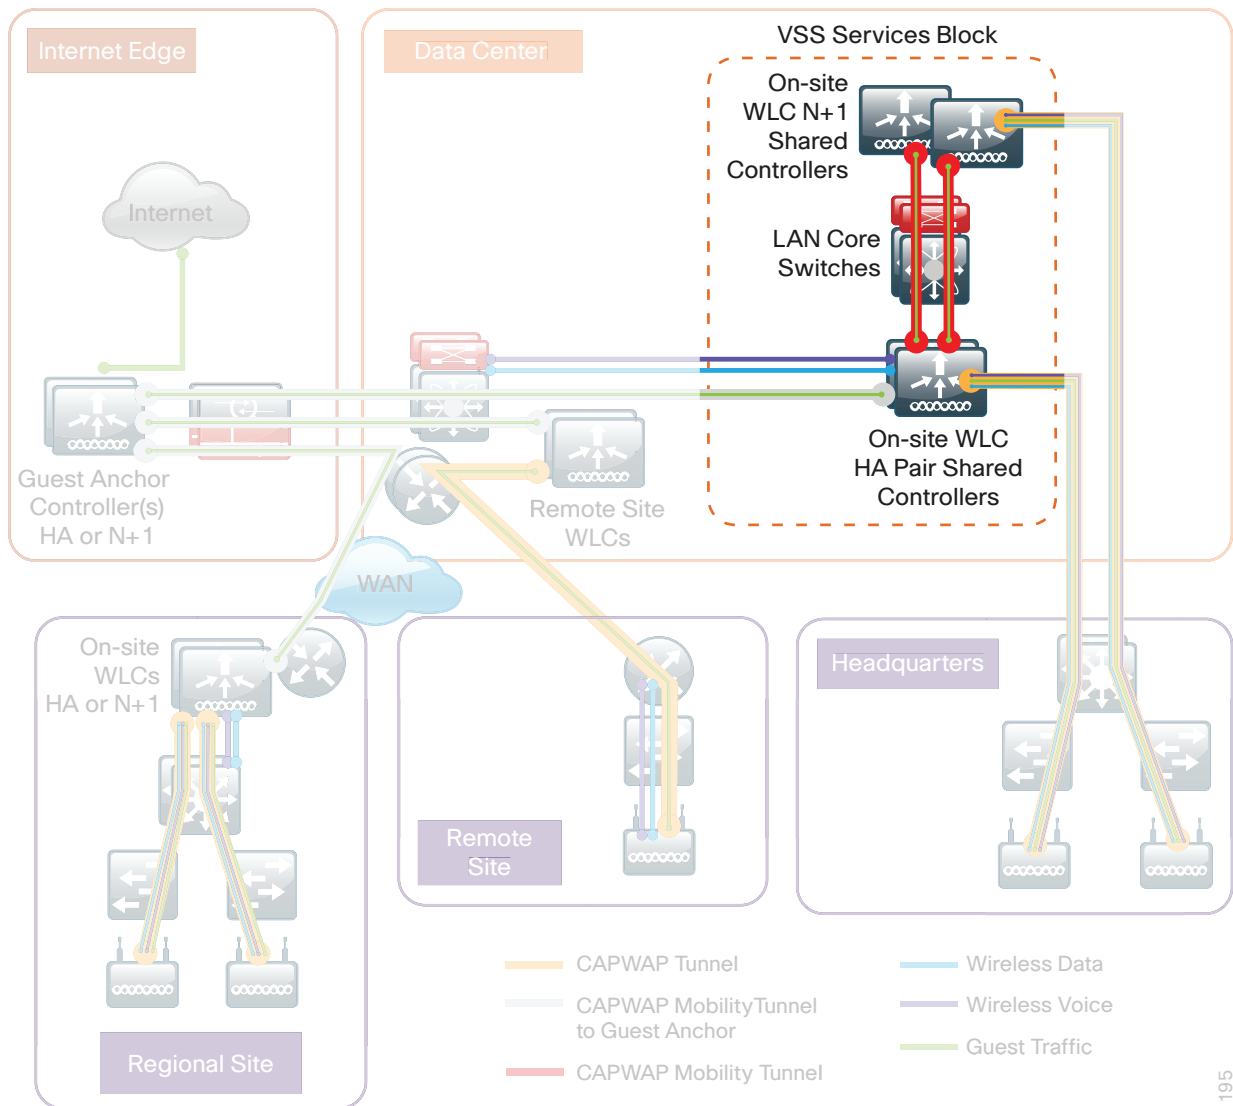 Internet Edge
Data Center
VSS Services Block
On-site
WLC N+1
Shared
Controllers
Internet
LAN Core
Switches
On-site WLC
HA Pair Shared
Controllers
Guest Anchor
Controller(s)
HA or N+1
Remote Site
WLCs
WAN
On-site
WLCs
HA or N+1
Headquarters
Remote
Site
Regional Site
CAPWAP Tunnel
CAPWAP MobilityTunnel
to Guest Anchor
CAPWAP Mobility Tunnel
Wireless Data
Wireless Voice
Guest Traffic
195